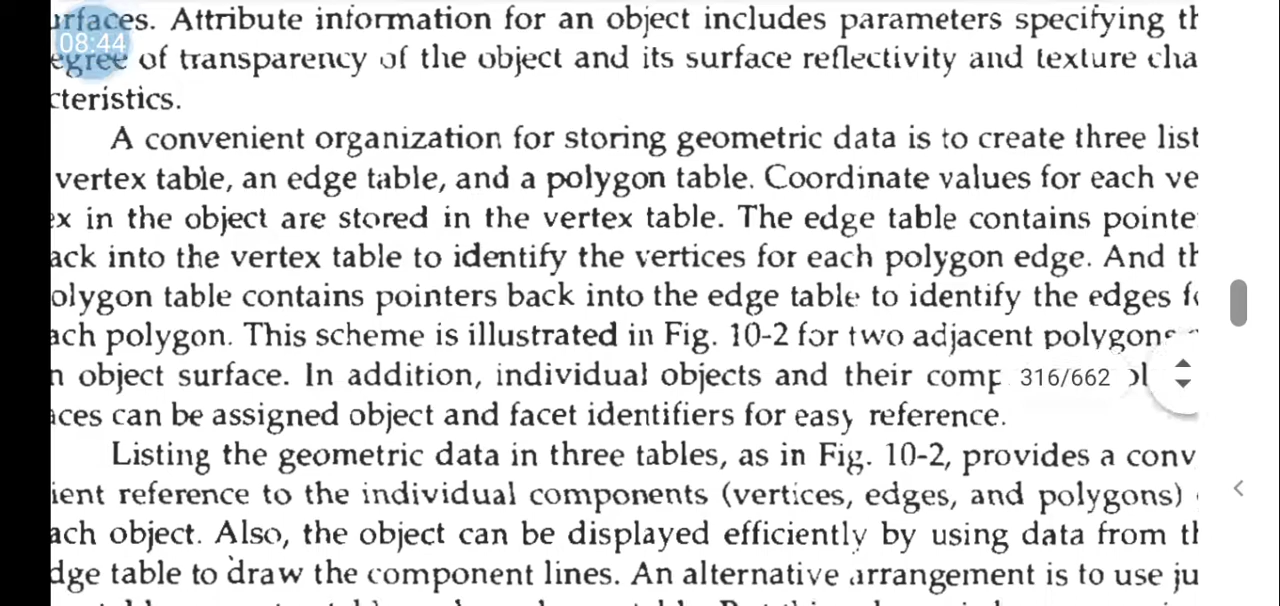 urfaces. Attribute information for an object includes parameters specifying th
08:44
egree of transparency of the object and its surface reflectivity and texture cha
cteristics.
A convenient organization for storing geometric data is to create three list
vertex table, an edge table, and a polygon table. Coordinate values for each ve
ex in the object are stored in the vertex table. The edge table contains pointe
ack into the vertex table to identify the vertices for each polygon edge. And th
olygon table contains pointers back into the edge table to identify the edges f
ach polygon. This scheme is illustrated in Fig. 10-2 for two adjacent polygons
n object surface. In addition, individual objects and their comp 316/662
aces can be assigned object and facet identifiers for easy reference.
Listing the geometric data in three tables, as in Fig. 10-2, provides a conv
ient reference to the individual components (vertices, edges, and polygons)
ach object. Also, the object can be displayed efficiently by using data from th
dge table to draw the component lines. An alternative arrangement is to use ju